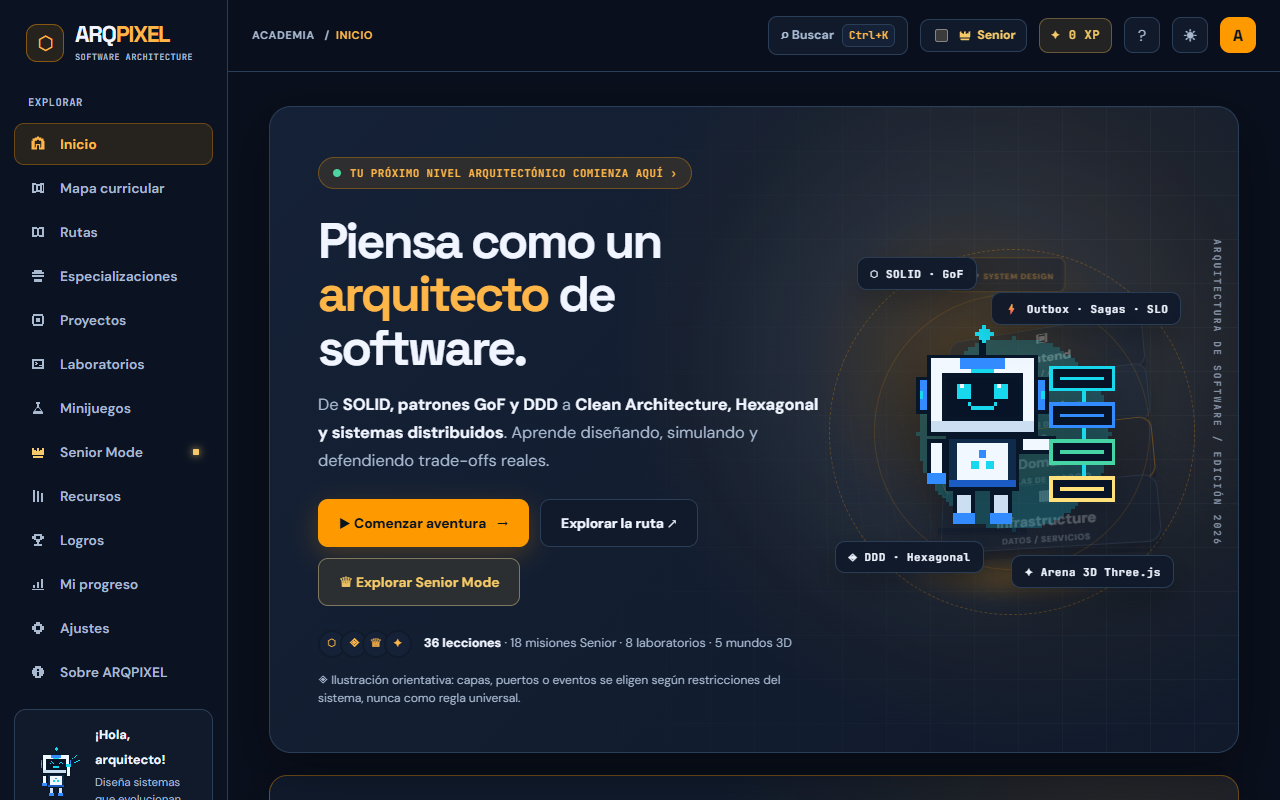 ARQPIXEL
SOFTWARE ARCHITECTURE
EXPLORAR
Inicio
Mapa curricular
Rutas
Especializaciones
Proyectos
Laboratorios
Minijuegos
Senior Mode
Recursos
Logros
Mi progreso
Ajustes
Sobre ARQPIXEL
¡Hola,
arquitecto!
Diseña sistemas
que evolucionan
ACADEMIA / INICIO
Buscar Ctrl+K
Senior
✦ 0 XP
?
A
TU PRÓXIMO NIVEL ARQUITECTÓNICO COMIENZA AQUÍ ›
Piensa como un
arquitecto de
software.
De SOLID, patrones GoF y DDD a Clean Architecture, Hexagonal
y sistemas distribuidos. Aprende diseñando, simulando y
defendiendo trade-offs reales.
▶ Comenzar aventura →
Explorar la ruta ↗
♛ Explorar Senior Mode
36 lecciones · 18 misiones Senior · 8 laboratorios · 5 mundos 3D
◈ Ilustración orientativa: capas, puertos o eventos se eligen según restricciones del
sistema, nunca como regla universal.
⬡ SOLID · GoF
SYSTEM DESIGN
Outbox · Sagas · SLO
Infrastructure
DATOS / SERVICIOS
◈ DDD · Hexagonal
✦ Arena 3D Three.js
ARQUITECTURA DE SOFTWARE / EDICIÓN 2026